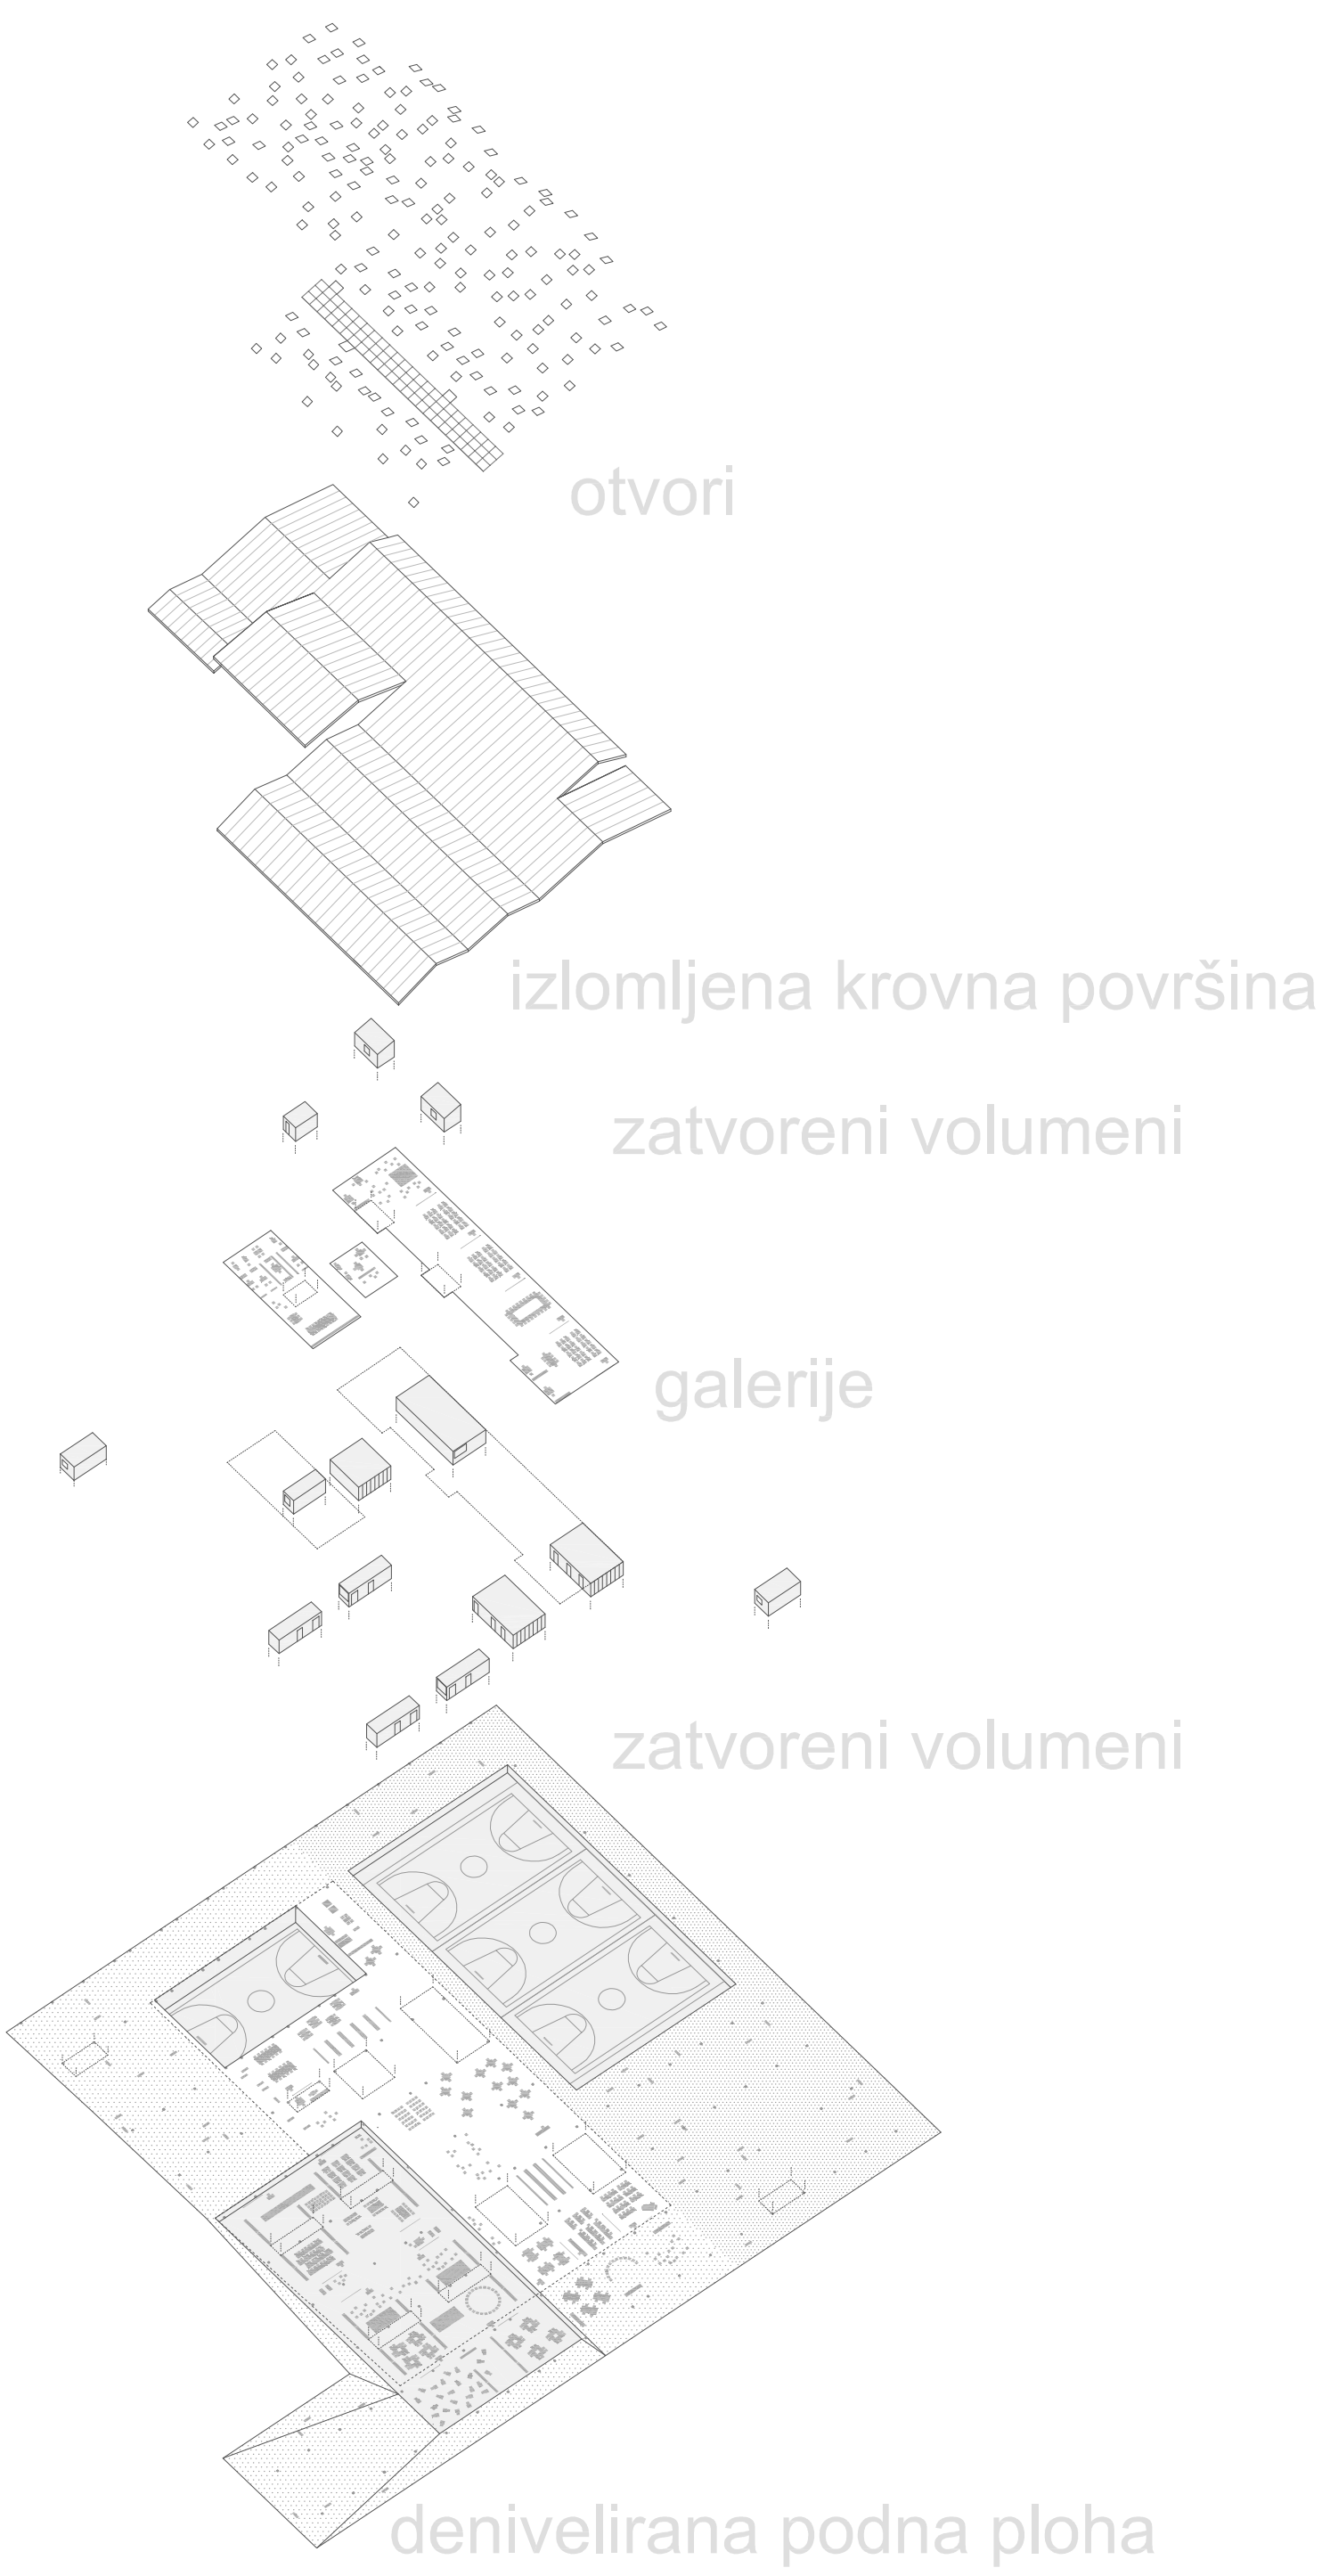 otvori
izlomljena krovna površina
zatvoreni volumeni
galerije
zatvoreni volumeni
denivelirana podna ploha